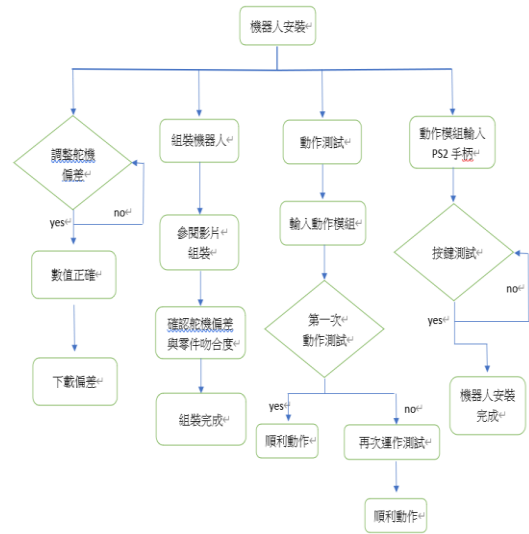 機器人安裝
調整舵機
偏差
yes
no
數值正確
下載偏差
組裝機器人
參閱影片
組裝
確認舵機偏差
與零件吻合度
組裝完成
動作測試
輸入動作模組
第一次
動作測試
yes
no
順利動作
再次運作測試
順利動作
動作模組輸入
PS2 手柄
按鍵測試
yes
no
機器人安裝
完成